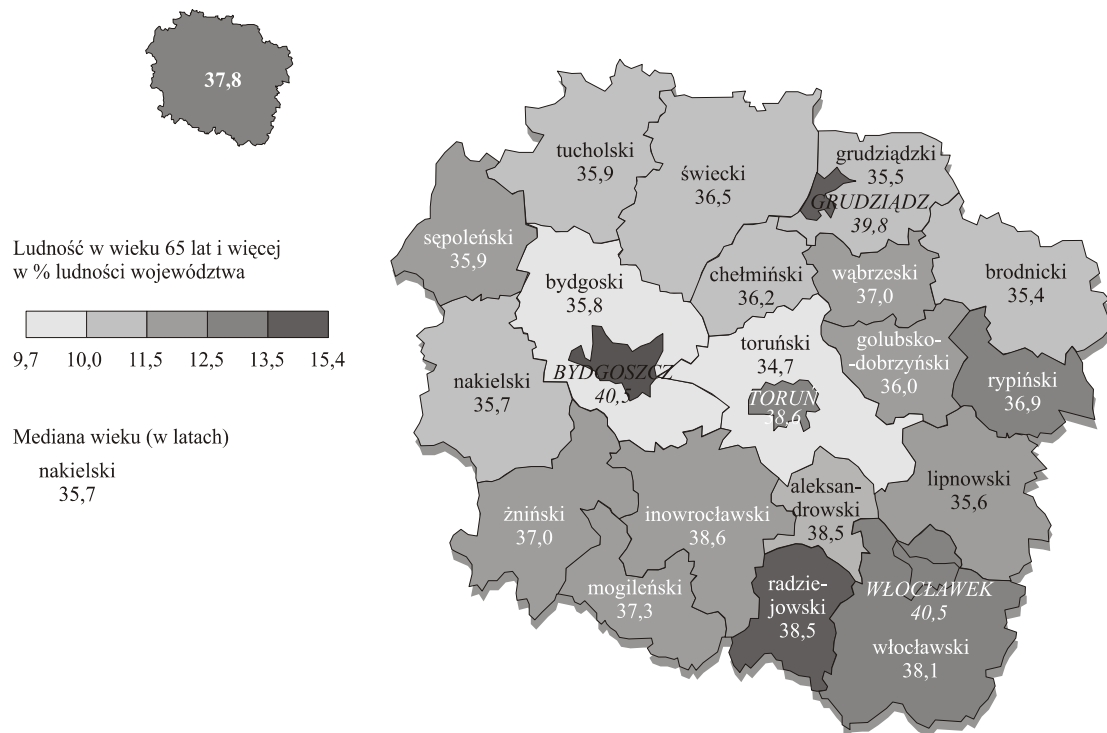 37,8
Ludność w wieku 65 lat i więcej
w % ludności województwa
9,7 10,0 11,5 12,5 13,5 15,4
Mediana wieku (w latach)
nakielski
35,7
tucholski
35,9
świecki
36,5
grudziądzki
35,5
GRUDZIĄDZ
39,8
sępoleński
35,9
bydgoski
35,8
chełmiński
36,2
wąbrzeski
37,0
brodnicki
35,4
toruński
34,7
golubsko-
-dobrzyński
36,0
nakielski
35,7
BYDGOSZCZ
40,5
TORUŃ
38,6
rypiński
36,9
aleksan-
drowski
38,5
lipnowski
35,6
żniński
37,0
inowrocławski
38,6
mogileński
37,3
radzie-
jowski
38,5
WŁOCŁAWEK
40,5
włocławski
38,1